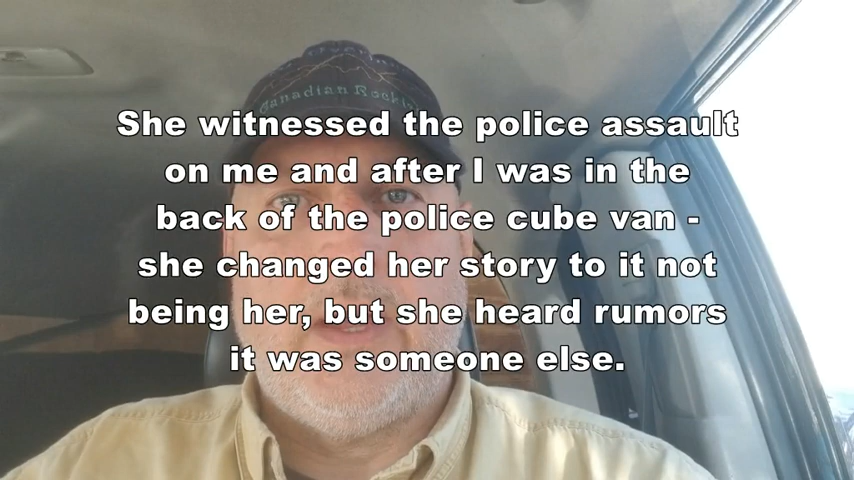 Canadian Rockies
She witnessed the police assault
on me and after I was in the
back of the police cube van -
she changed her story to it not
being her, but she heard rumors
it was someone else.